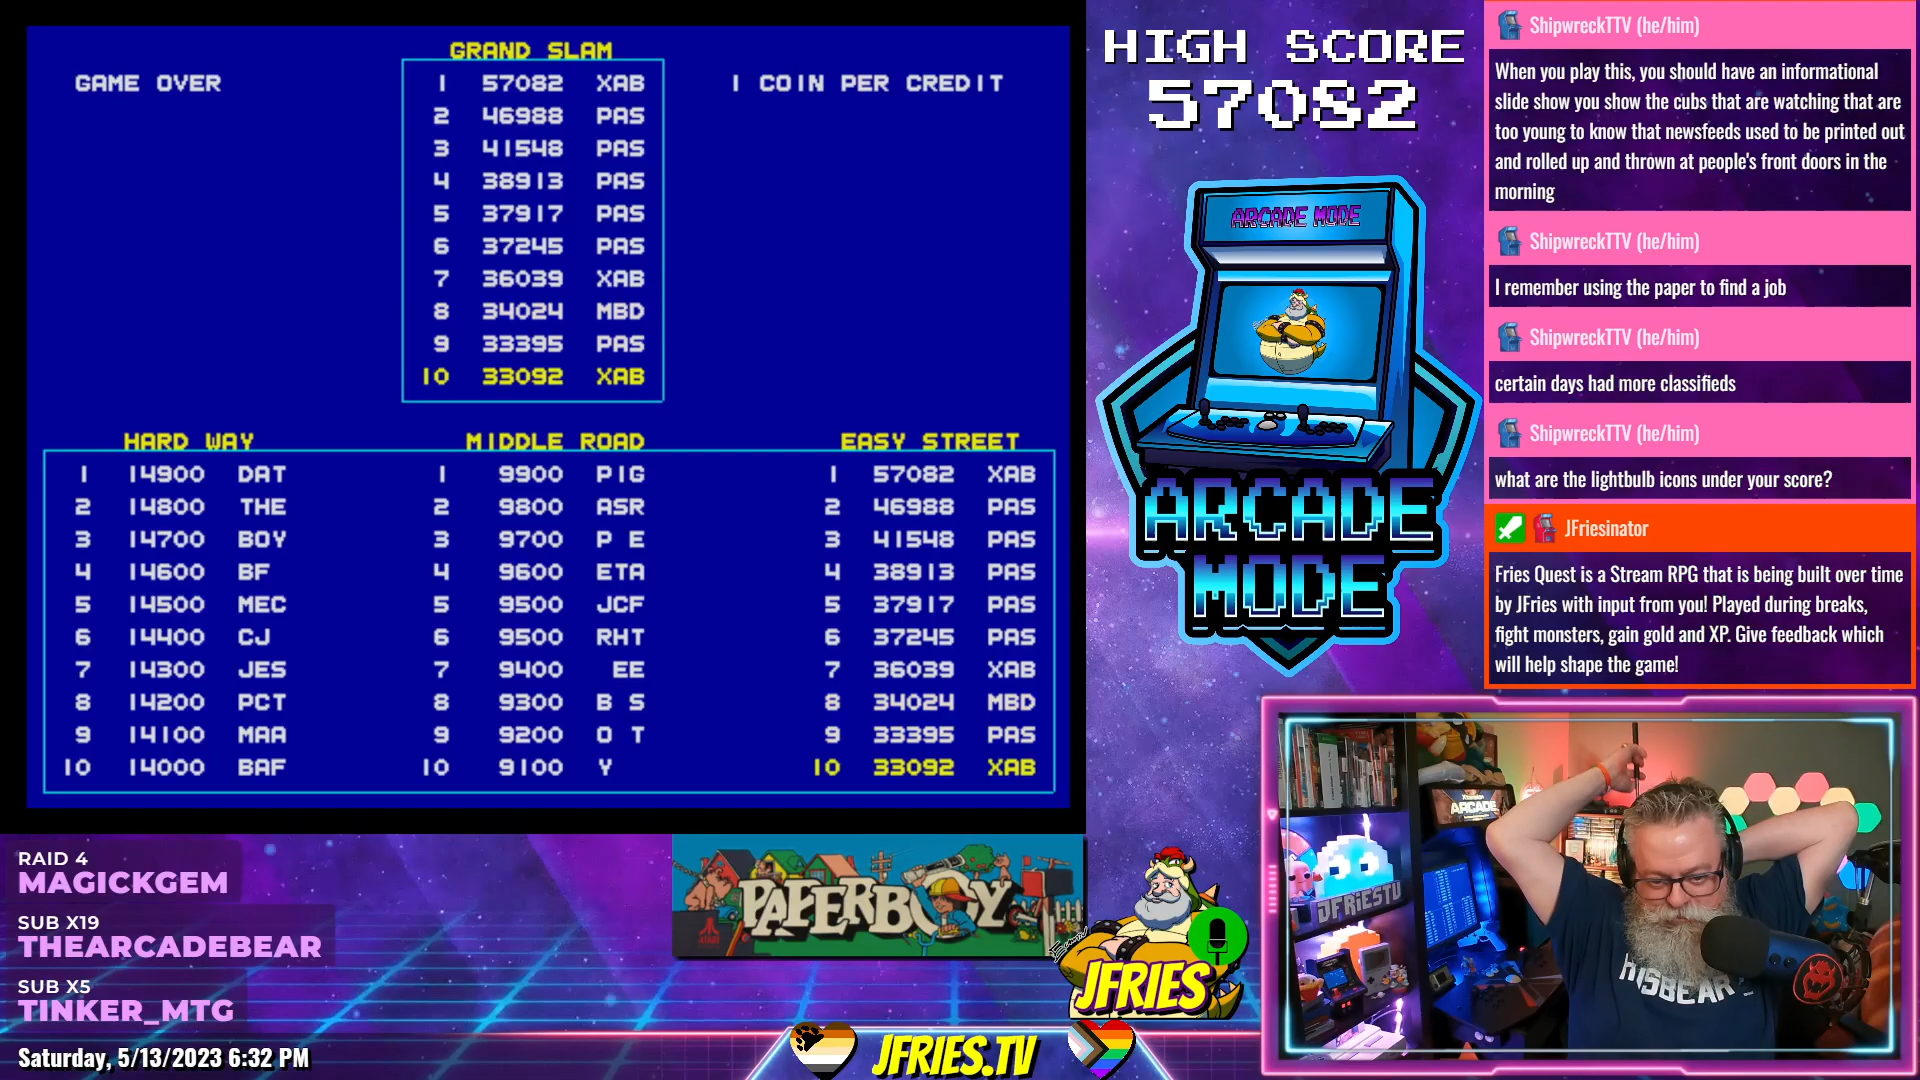 GRAND SLAM
GAME OVER
1 COIN PER CREDIT
1 57082 XAB
2 46988 PAS
3 41548 PAS
4 38913 PAS
5 37917 PAS
6 37245 PAS
7 36039 XAB
8 34024 MBD
9 33395 PAS
10 33092 XAB
HARD WAY
1 14900 DAT
2 14800 THE
3 14700 BOY
4 14600 BF
5 14500 MEC
6 14400 CJ
7 14300 JES
8 14200 PCT
9 14100 MAA
10 14000 BAF
MIDDLE ROAD
1 9900 PIG
2 9800 ASR
3 9700 P E
4 9600 ETA
5 9500 JCF
6 9500 RHT
7 9400 EE
8 9300 B S
9 9200 O T
10 9100 Y
EASY STREET
1 57082 XAB
2 46988 PAS
3 41548 PAS
4 38913 PAS
5 37917 PAS
6 37245 PAS
7 36039 XAB
8 34024 MBD
9 33395 PAS
10 33092 XAB
HIGH SCORE
57082
ARCADE MODE
ARCADE
MODE
ShipwreckTTV (he/him)
When you play this, you should have an informational
slide show you show the cubs that are watching that are
too young to know that newsfeeds used to be printed out
and rolled up and thrown at people's front doors in the
morning
ShipwreckTTV (he/him)
I remember using the paper to find a job
ShipwreckTTV (he/him)
certain days had more classifieds
ShipwreckTTV (he/him)
what are the lightbulb icons under your score?
JFriesinator
Fries Quest is a Stream RPG that is being built over time
by JFries with input from you! Played during breaks,
fight monsters, gain gold and XP. Give feedback which
will help shape the game!
RAID 4
MAGICKGEM
SUB X19
THEARCADEBEAR
SUB X5
TINKER_MTG
Saturday, 5/13/2023 6:32 PM
ATARI
PAPERBOY
JFRIES
JFRIES.TV
ARCADE
JFRIESTV
HISBEAR